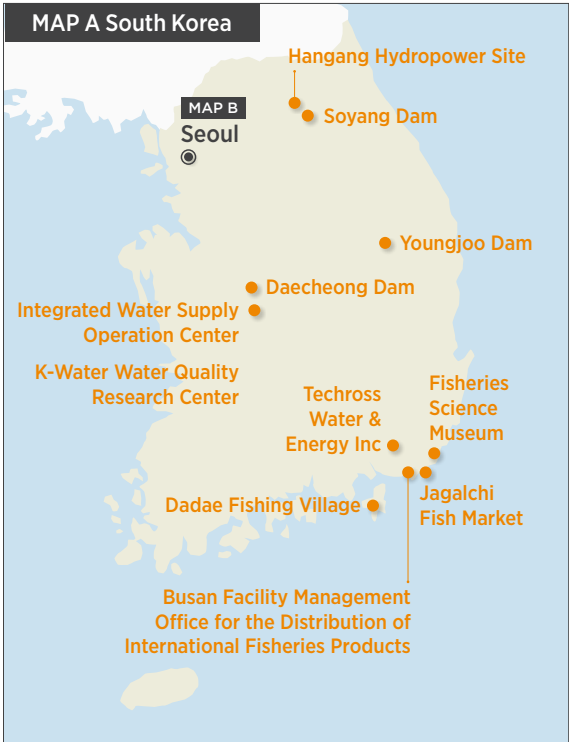 MAP A South Korea
Hangang Hydropower Site
MAP B
Seoul
Soyang Dam
Youngjoo Dam
Daecheong Dam
Integrated Water Supply
Operation Center
K-Water Water Quality
Research Center
Techross
Water &
Energy Inc
Fisheries
Science
Museum
Jagalchi
Fish Market
Dadae Fishing Village
Busan Facility Management
Office for the Distribution of
International Fisheries Products